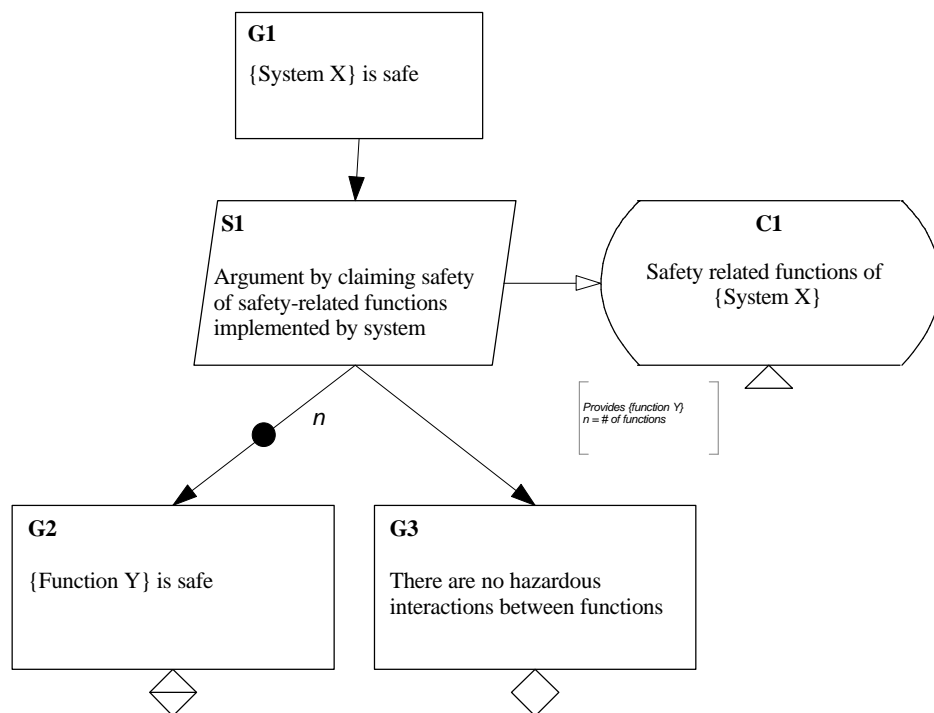 G1
{System X} is safe
S1
Argument by claiming safety
of safety-related functions
implemented by system
C1
Safety related functions of
{System X}
Provides {function Y}
n = # of functions
n
G2
{Function Y} is safe
G3
There are no hazardous
interactions between functions